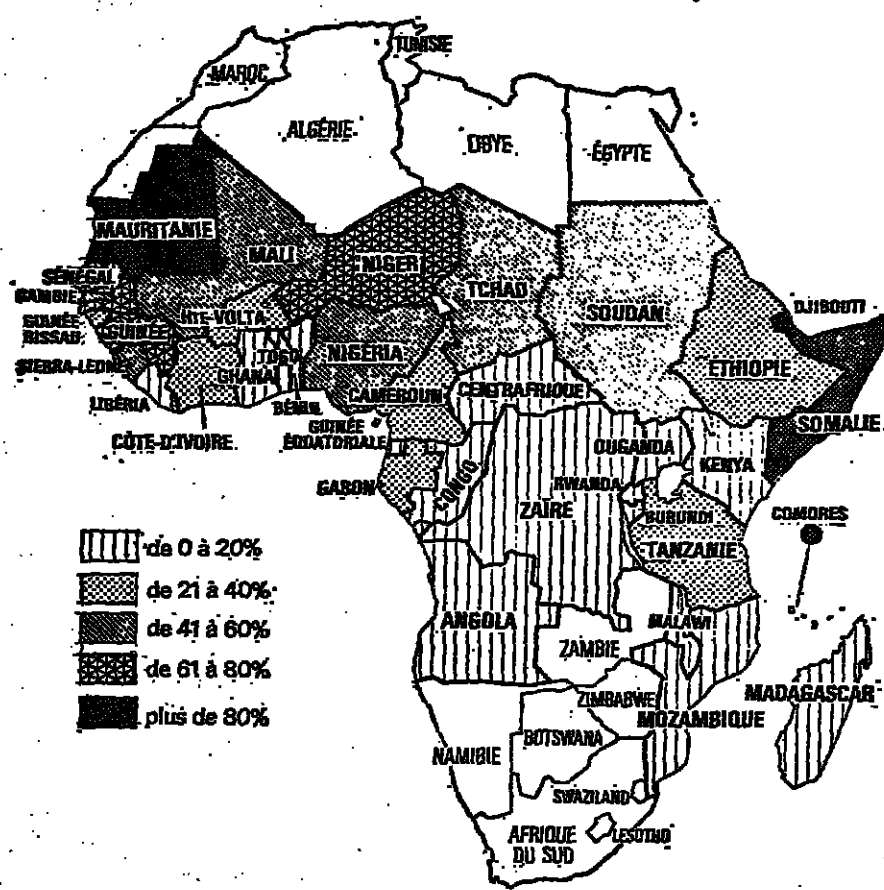 TUNISIE
MAROC
ALGÉRIE
LIBYE
ÉGYPTE
MAURITANIE
MALI
NIGER
TCHAD
SOUDAN
DJIBOUTI
SÉNÉGAL
GAMBIE
GUINÉE-
BISSAU
GUINÉE
HTE-VOLTA
SIERRA-LEONE
NIGÉRIA
ETHIOPIE
TOGO
GHANA
CAMEROUN
CENTRAFRIQUE
LIBÉRIA
BÉNIN
SOMALIE
CÔTE-D'IVOIRE
GUINÉE
ÉQUATORIALE
OUGANDA
KENYA
GABON
CONGO
RWANDA
ZAÏRE
BURUNDI
COMORES
TANZANIE
de 0 à 20%
de 21 à 40%
de 41 à 60%
de 61 à 80%
plus de 80%
ANGOLA
MALAWI
ZAMBIE
ZIMBABWE
MADAGASCAR
MOZAMBIQUE
BOTSWANA
NAMIBIE
SWAZILAND
AFRIQUE
DU SUD
LESOTHO